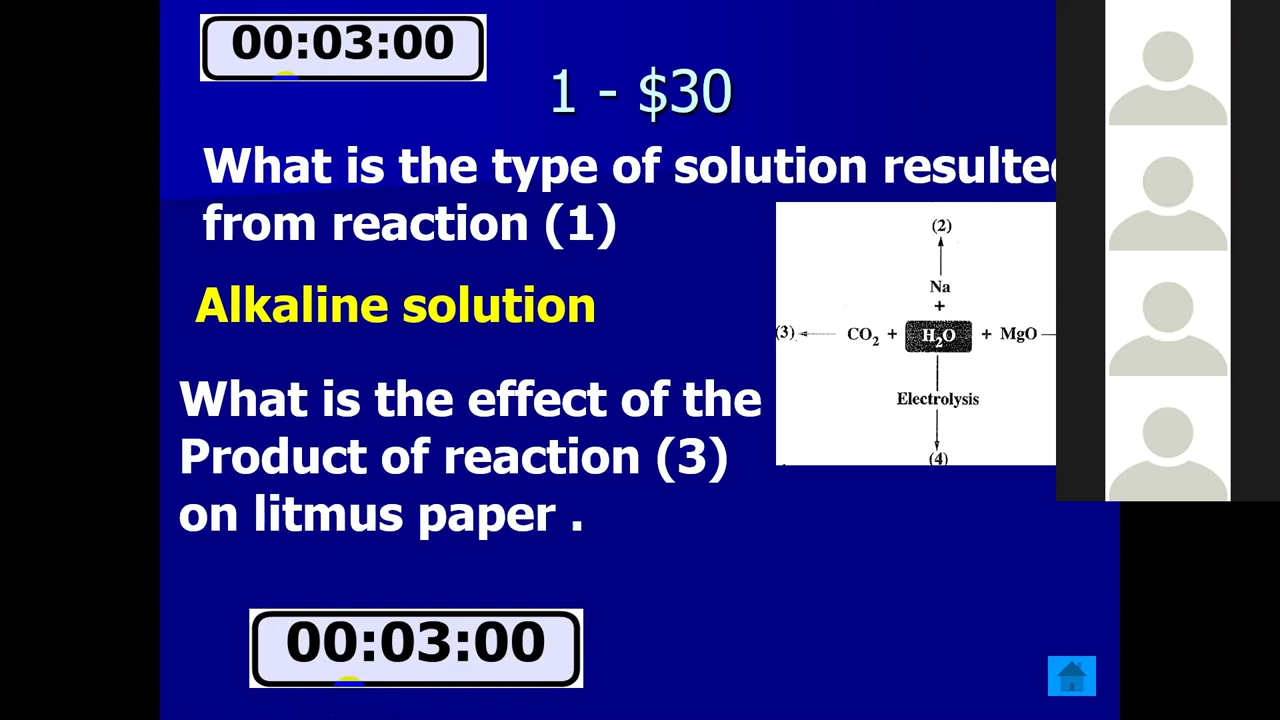 00:03:00
1 - $30
What is the type of solution resulted
from reaction (1)
(2)
Alkaline solution
Na
+
(3) CO2 + H2O + MgO
What is the effect of the
Electrolysis
Product of reaction (3)
(4)
on litmus paper .
00:03:00